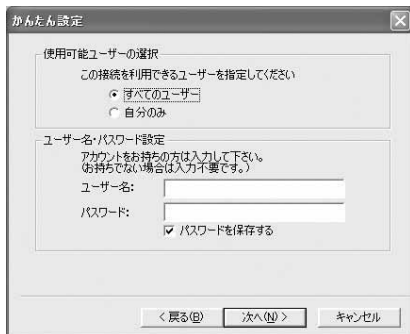 かんたん設定
使用可能ユーザーの選択
この接続を利用できるユーザーを指定してください
すべてのユーザー
自分のみ
ユーザー名・パスワード設定
アカウントをお持ちの方は入力して下さい。
(お持ちでない場合は入力不要です。)
ユーザー名:
パスワード:
パスワードを保存する
< 戻る(B)
次へ(N) >
キャンセル